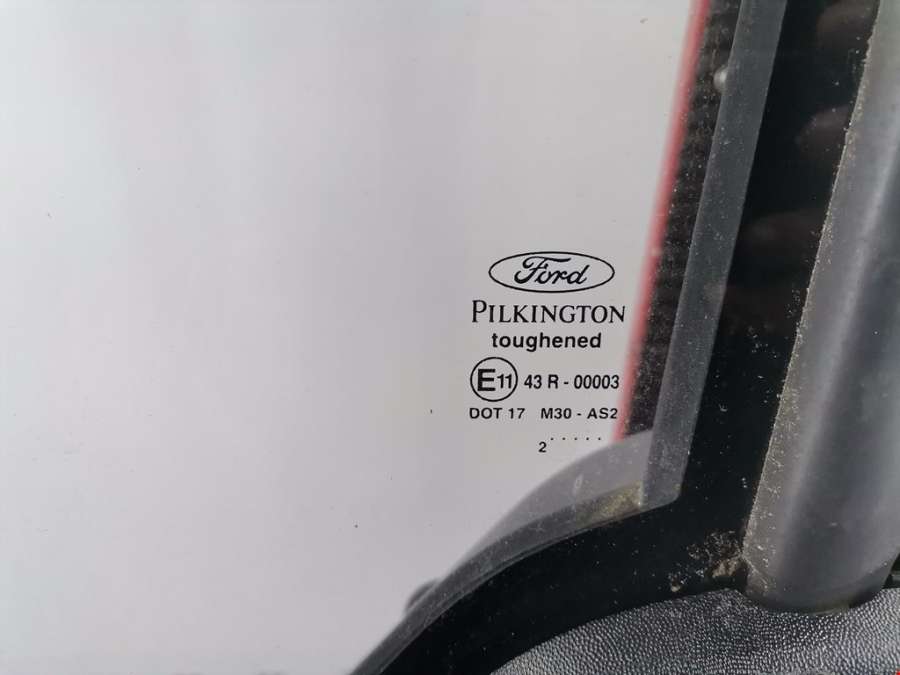 Ford
PILKINGTON
toughened
E11 43 R - 00003
DOT 17 M30 - AS2
. . . . .
2